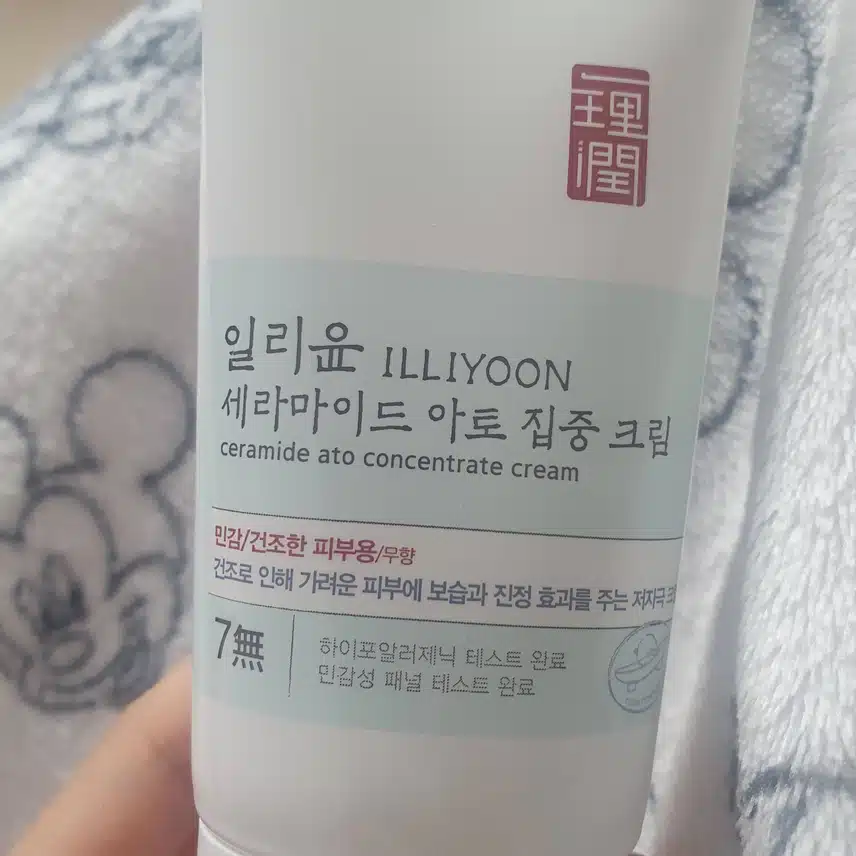 一理
潤
일리윤 ILLIYOON
세라마이드 아토 집중 크림
ceramide ato concentrate cream
민감/건조한 피부용/무향
건조로 인해 가려운 피부에 보습과 진정 효과를 주는 저자극
7無
하이포알러제닉 테스트 완료
민감성 패널 테스트 완료